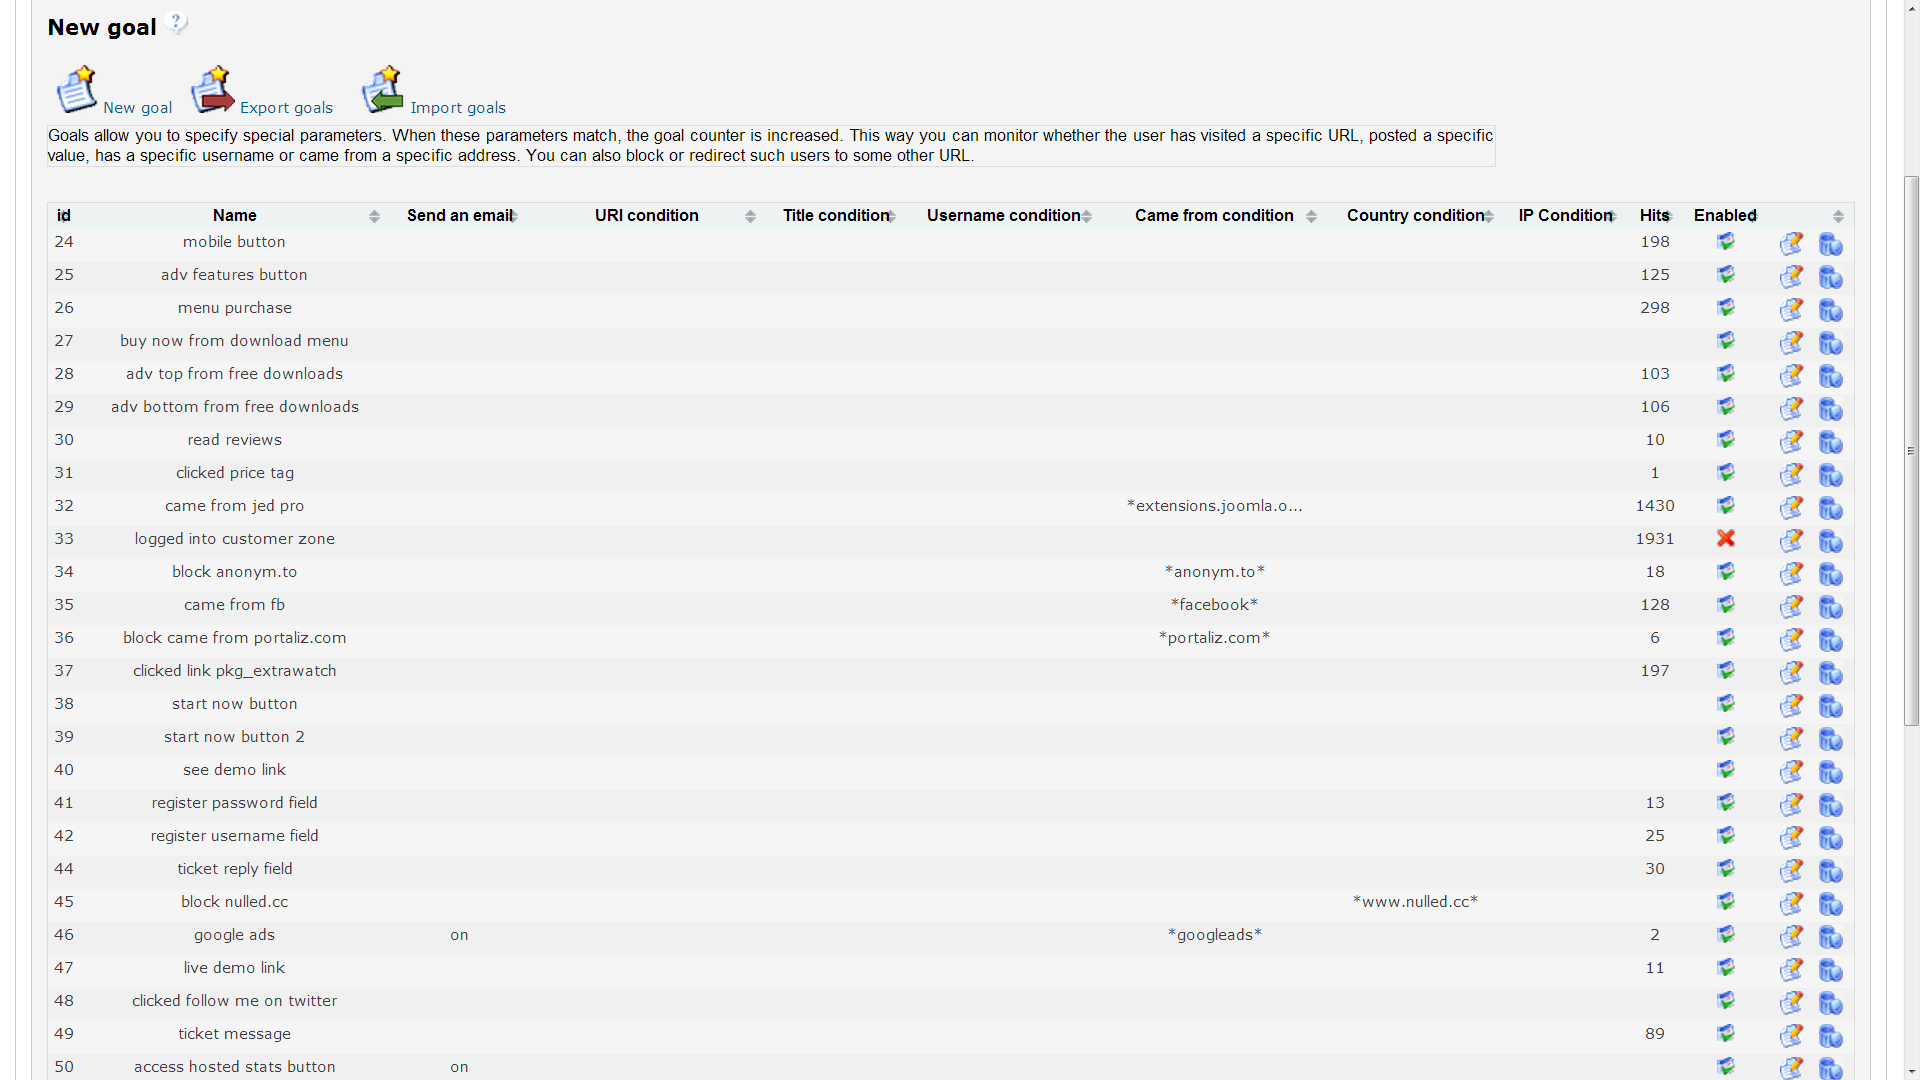 New goal ?
New goal Export goals Import goals
Goals allow you to specify special parameters. When these parameters match, the goal counter is increased. This way you can monitor whether the user has visited a specific URL, posted a specific
value, has a specific username or came from a specific address. You can also block or redirect such users to some other URL.
id Name Send an email URI condition Title condition Username condition Came from condition Country condition IP Condition Hits Enabled
24 mobile button 198
25 adv features button 125
26 menu purchase 298
27 buy now from download menu
28 adv top from free downloads 103
29 adv bottom from free downloads 106
30 read reviews 10
31 clicked price tag 1
32 came from jed pro *extensions.joomla.o... 1430
33 logged into customer zone 1931
34 block anonym.to *anonym.to* 18
35 came from fb *facebook* 128
36 block came from portaliz.com *portaliz.com* 6
37 clicked link pkg_extrawatch 197
38 start now button
39 start now button 2
40 see demo link
41 register password field 13
42 register username field 25
44 ticket reply field 30
45 block nulled.cc *www.nulled.cc*
46 google ads on *googleads* 2
47 live demo link 11
48 clicked follow me on twitter
49 ticket message 89
50 access hosted stats button on